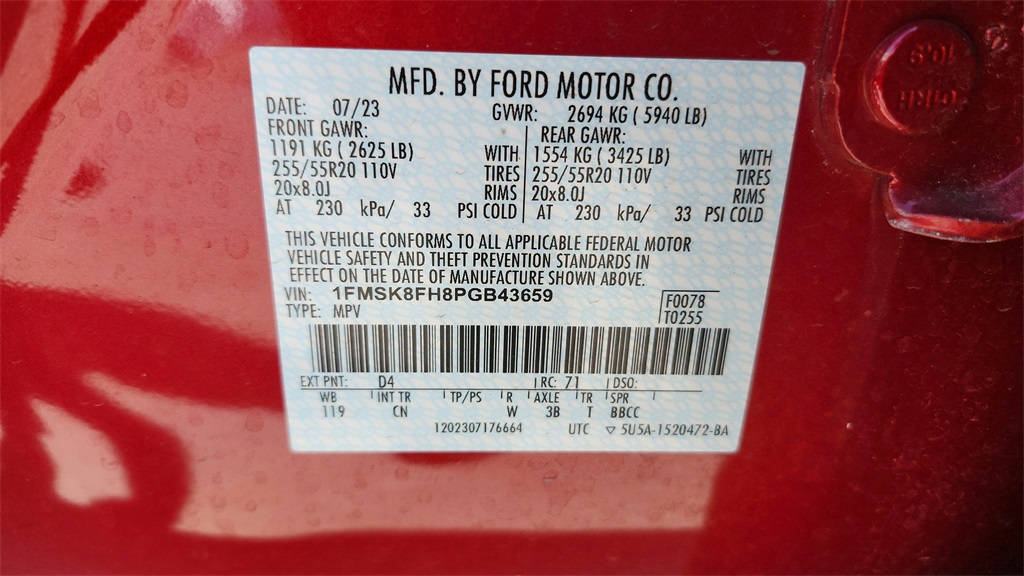 MFD. BY FORD MOTOR CO.
DATE: 07/23 GVWR: 2694 KG ( 5940 LB)
FRONT GAWR: REAR GAWR:
1191 KG ( 2625 LB) WITH 1554 KG ( 3425 LB) WITH
255/55R20 110V TIRES 255/55R20 110V TIRES
20x8.0J RIMS 20x8.0J RIMS
AT 230 kPa/ 33 PSI COLD AT 230 kPa/ 33 PSI COLD
THIS VEHICLE CONFORMS TO ALL APPLICABLE FEDERAL MOTOR
VEHICLE SAFETY AND THEFT PREVENTION STANDARDS IN
EFFECT ON THE DATE OF MANUFACTURE SHOWN ABOVE.
VIN: 1FMSK8FH8PGB43659 F0078
TYPE: MPV T0255
EXT PNT: D4 RC: 71 DSO:
WB INT TR TP/PS R AXLE TR SPR
119 CN W 3B T BBCC
1202307176664 UTC ▽ 5U5A-1520472-BA
10.9